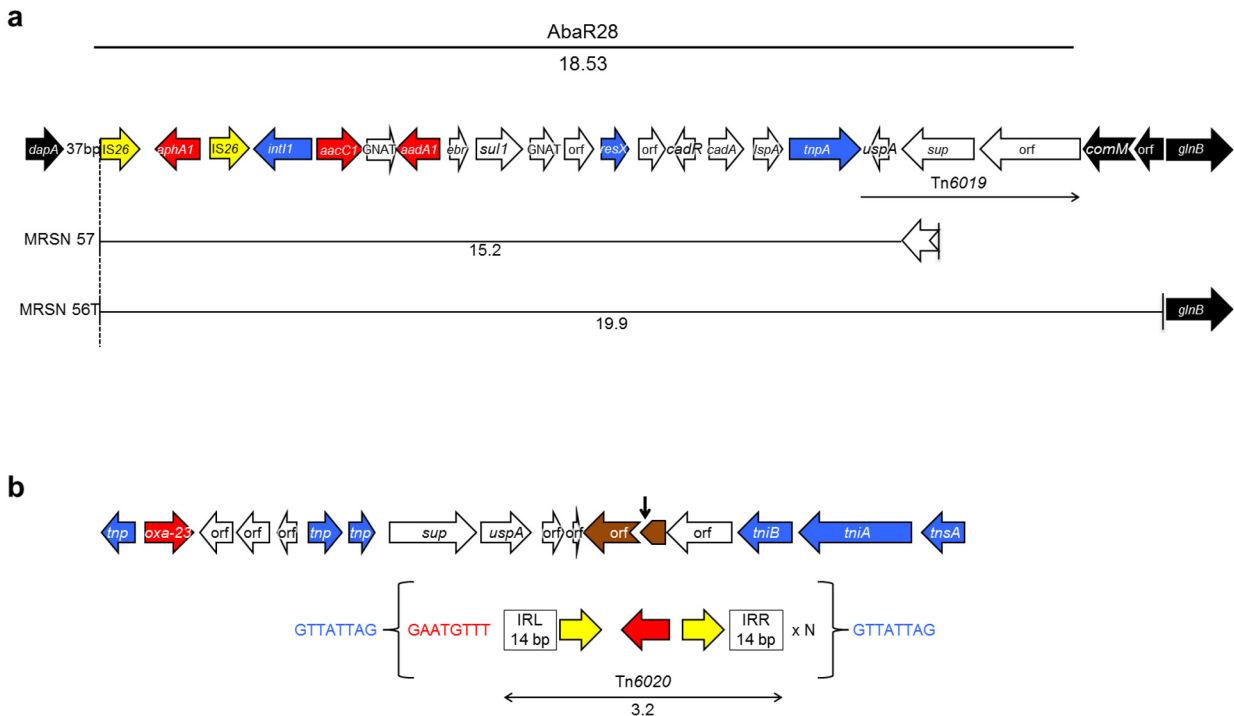 a
AbaR28
18.53
dapA 37bp IS26 aphA1 IS26 intI1 aacC1 GNAT aadA1 ebr sul1 GNAT orf resX orf cadR cadA lspA tnpA uspA sup orf comM orf glnB
Tn6019
MRSN 57
15.2
MRSN 56T
19.9
glnB
b
tnp oxa-23 orf orf orf tnp tnp sup uspA orf orf orf orf tniB tniA tnsA
GTTATTAG GAATGTTT IRL 14 bp IRR 14 bp x N GTTATTAG
Tn6020
3.2